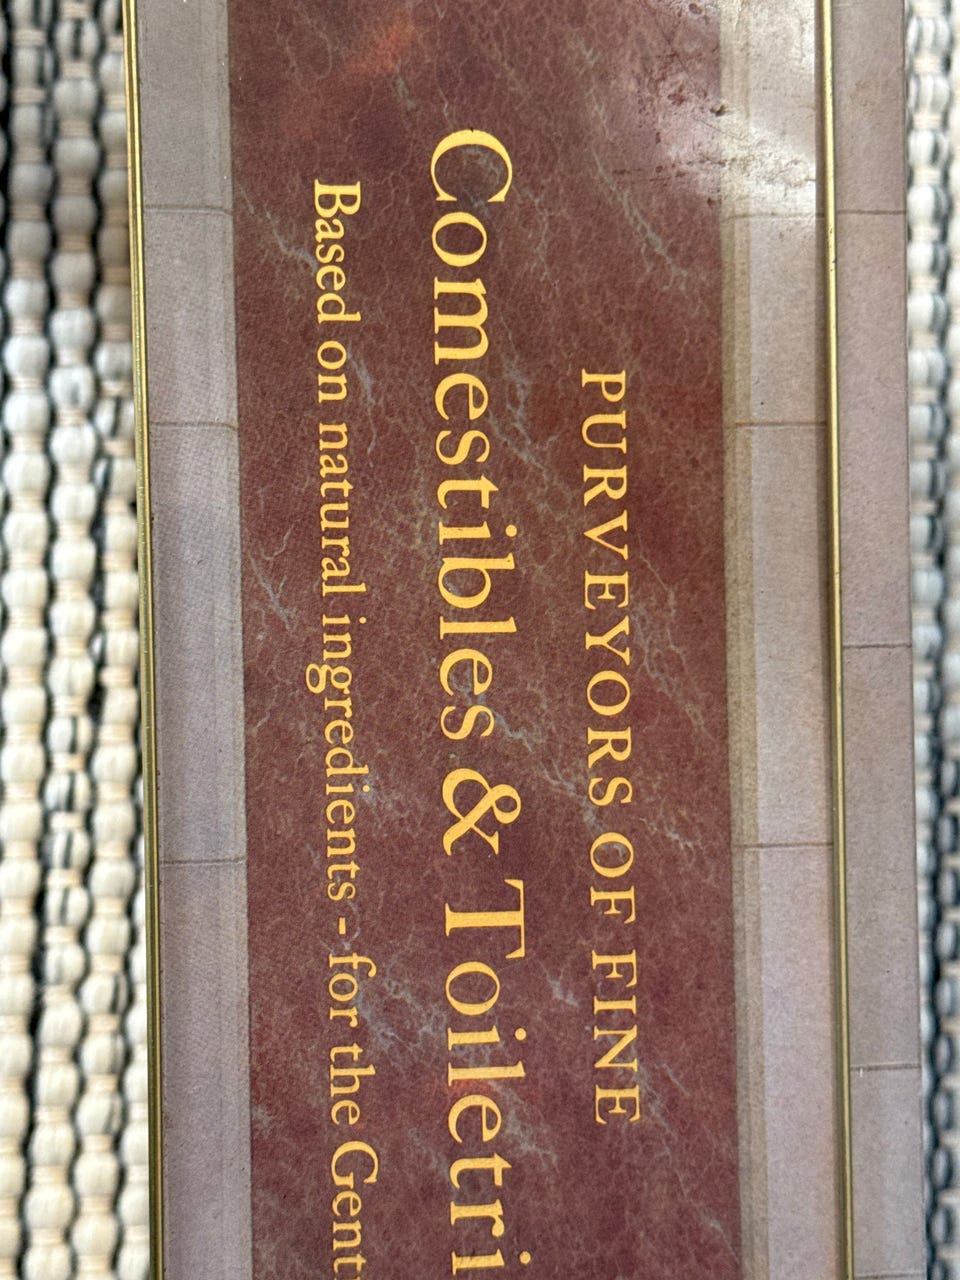 PURVEYORS OF FINE
Comestibles & Toiletri
Based on natural ingredients - for the Gent